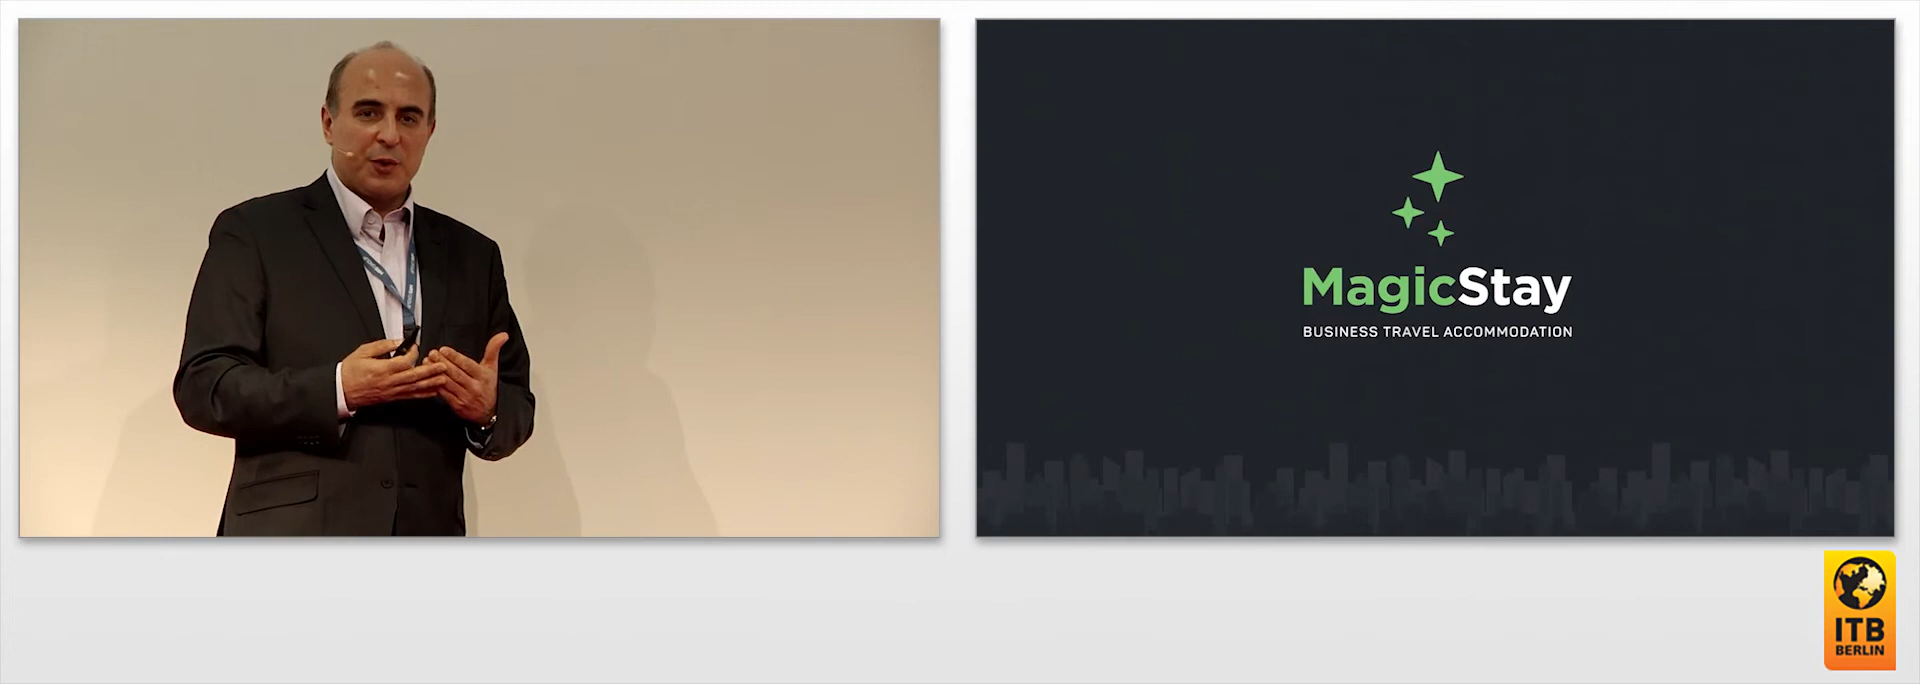 MagicStay
BUSINESS TRAVEL ACCOMMODATION
ITB
BERLIN